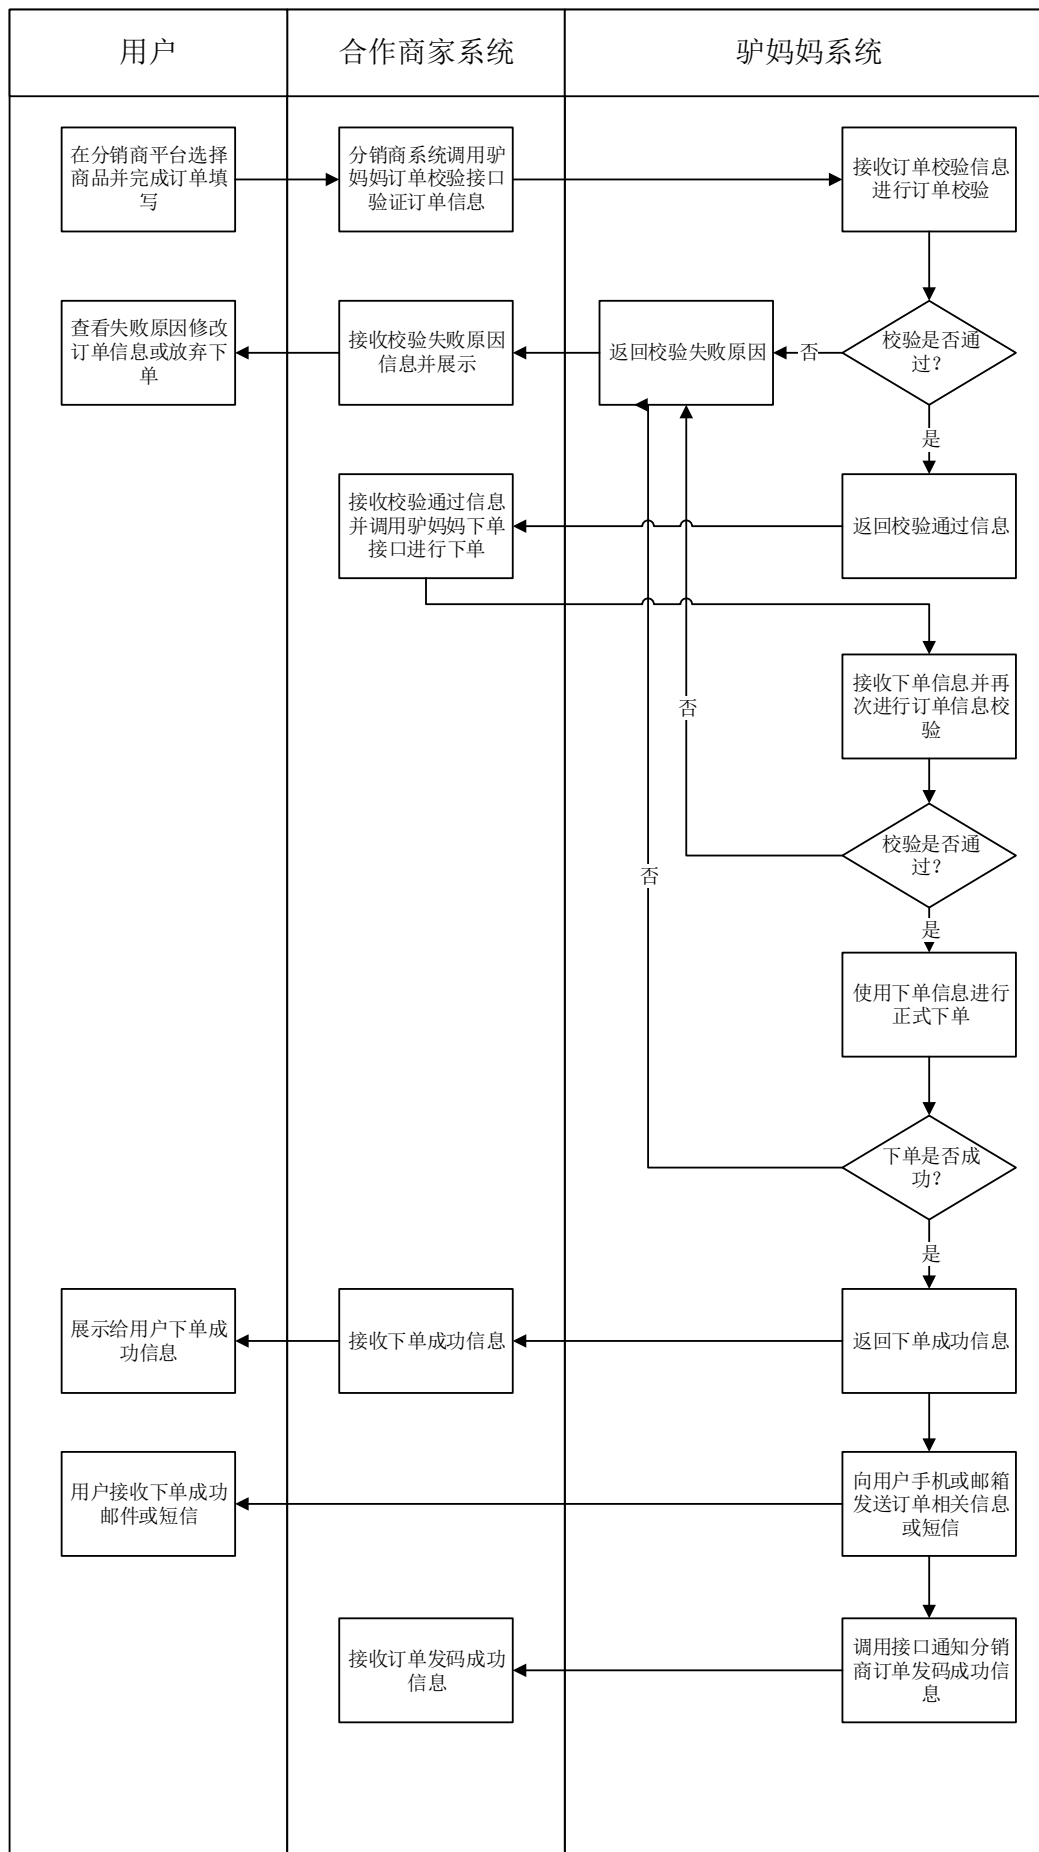 用户
合作商家系统
驴妈妈系统
在分销商平台选择
商品并完成订单填
写
分销商系统调用驴
妈妈订单校验接口
验证订单信息
接收订单校验信息
进行订单校验
查看失败原因修改
订单信息或放弃下
单
接收校验失败原因
信息并展示
返回校验失败原因
否
校验是否通
过？
是
接收校验通过信息
并调用驴妈妈下单
接口进行下单
返回校验通过信息
接收下单信息并再
次进行订单信息校
验
否
校验是否通
过？
否
是
使用下单信息进行
正式下单
下单是否成
功？
是
展示给用户下单成
功信息
接收下单成功信息
返回下单成功信息
用户接收下单成功
邮件或短信
向用户手机或邮箱
发送订单相关信息
或短信
接收订单发码成功
信息
调用接口通知分销
商订单发码成功信
息